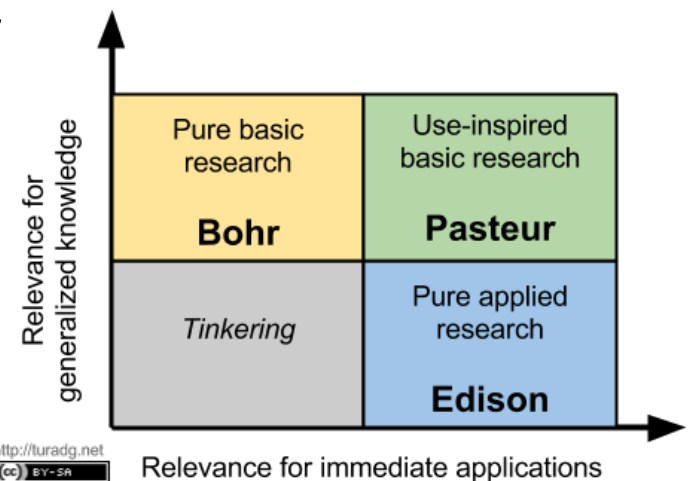 Relevance for
generalized knowledge
Pure basic
research
Bohr
Use-inspired
basic research
Pasteur
Tinkering
Pure applied
research
Edison
ttp://turadg.net
cc BY-SA
Relevance for immediate applications